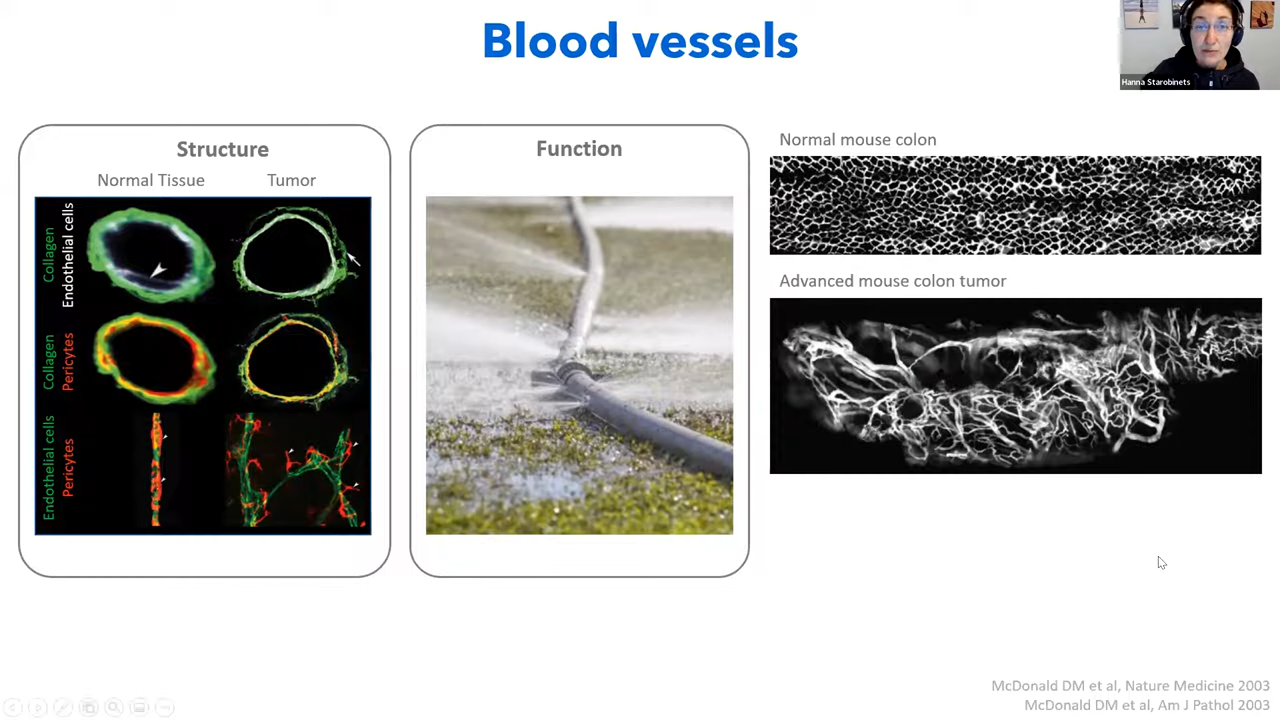 Blood vessels
Hanna Starobinets
Structure
Normal Tissue
Tumor
Collagen
Endothelial cells
Collagen
Pericytes
Endothelial cells
Pericytes
Function
Normal mouse colon
Advanced mouse colon tumor
McDonald DM et al, Nature Medicine 2003
McDonald DM et al, Am J Pathol 2003